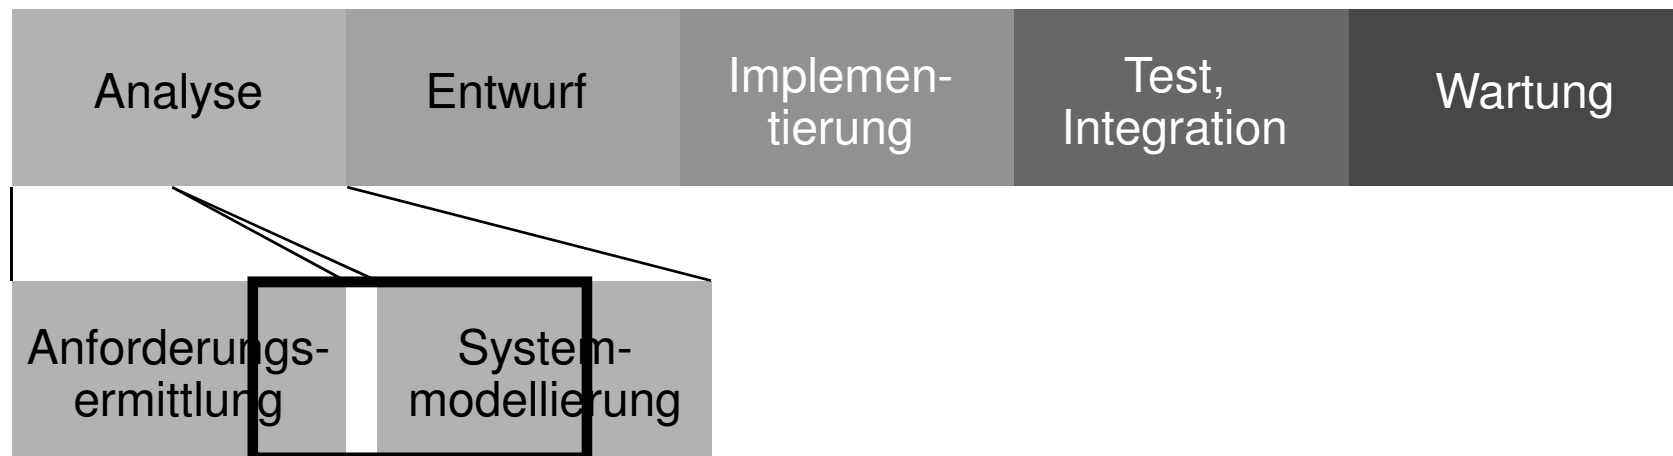 Analyse
Entwurf
Implemen-
tierung
Test,
Integration
Wartung
Anforderungs-
ermittlung
System-
modellierung